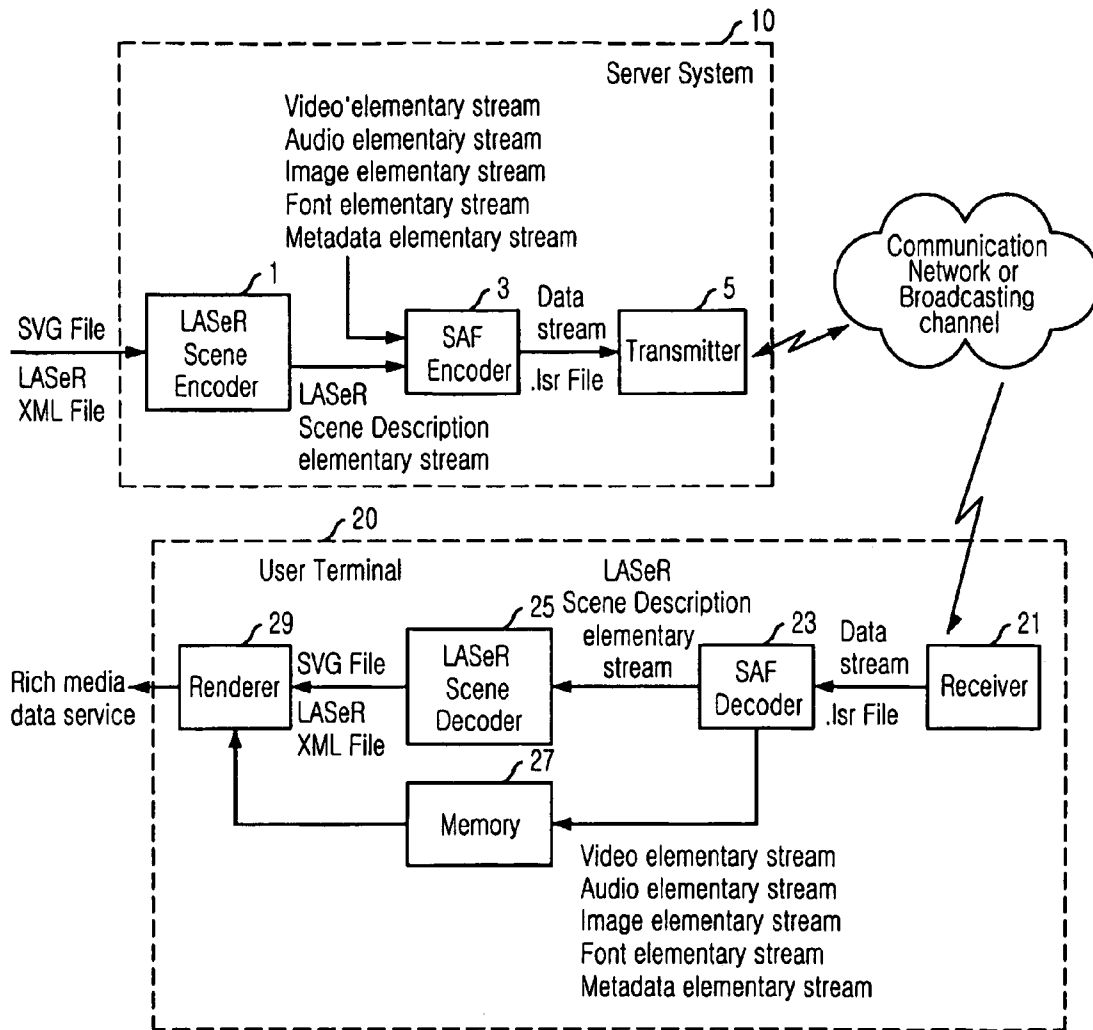 10
Server System
Video elementary stream
Audio elementary stream
Image elementary stream
Font elementary stream
Metadada elementary stream
1
3
5
SVG File
LASeR
XML File
LASeR
Scene
Encoder
LASeR
Scene Description
elementary stream
SAF
Encoder
Data
stream
.lsr File
Transmitter
Communication
Network or
Broadcasting
channel
20
User Terminal
LASeR
Scene Description
elementary
stream
29
25
23
21
Rich media
data service
Renderer
SVG File
LASeR
XML File
LASeR
Scene
Decoder
SAF
Decoder
Data
stream
.lsr File
Receiver
27
Memory
Video elementary stream
Audio elementary stream
Image elementary stream
Font elementary stream
Metadata elementary stream